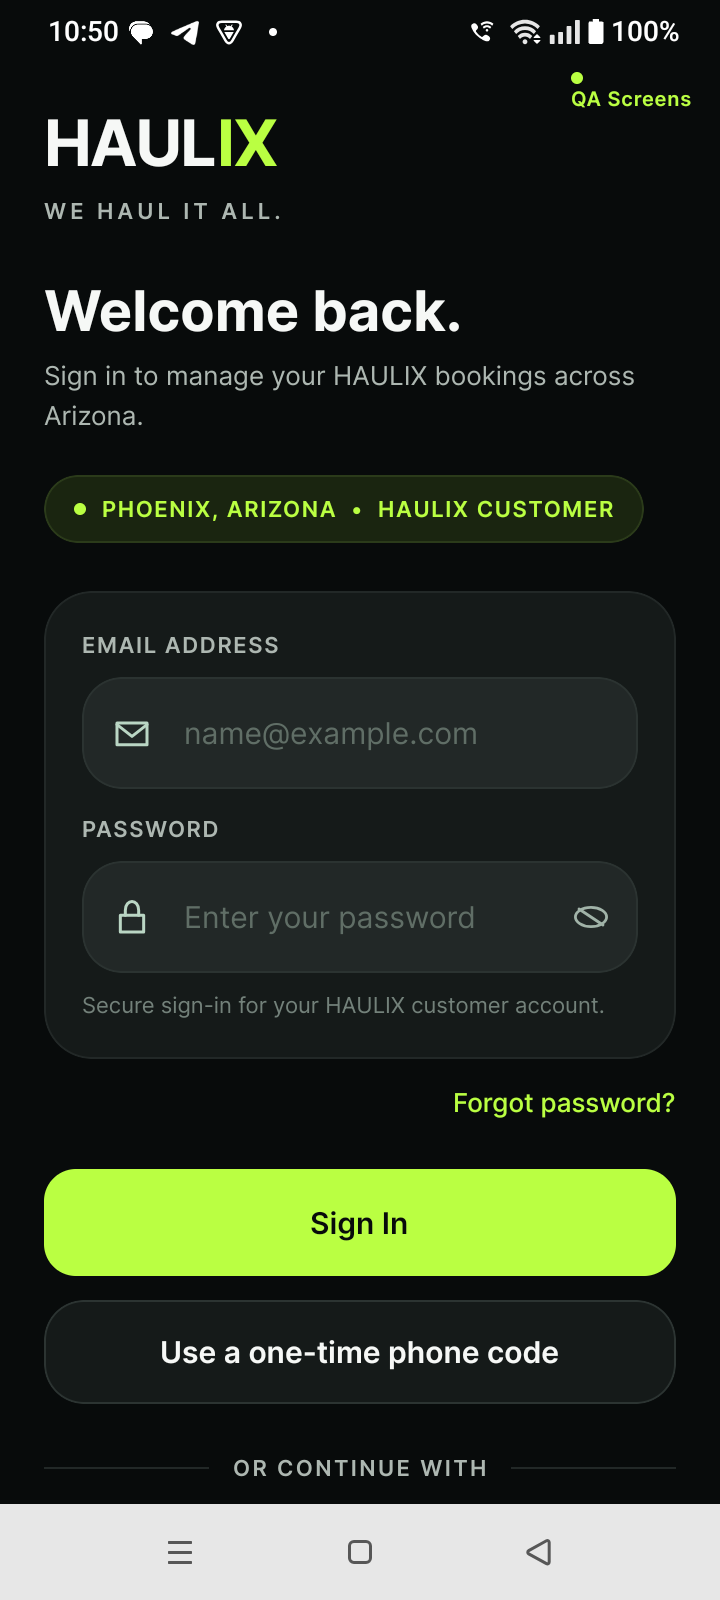 10:50
100%
QA Screens
HAULIX
WE HAUL IT ALL.
Welcome back.
Sign in to manage your HAULIX bookings across
Arizona.
PHOENIX, ARIZONA • HAULIX CUSTOMER
EMAIL ADDRESS
name@example.com
PASSWORD
Enter your password
Secure sign-in for your HAULIX customer account.
Forgot password?
Sign In
Use a one-time phone code
OR CONTINUE WITH